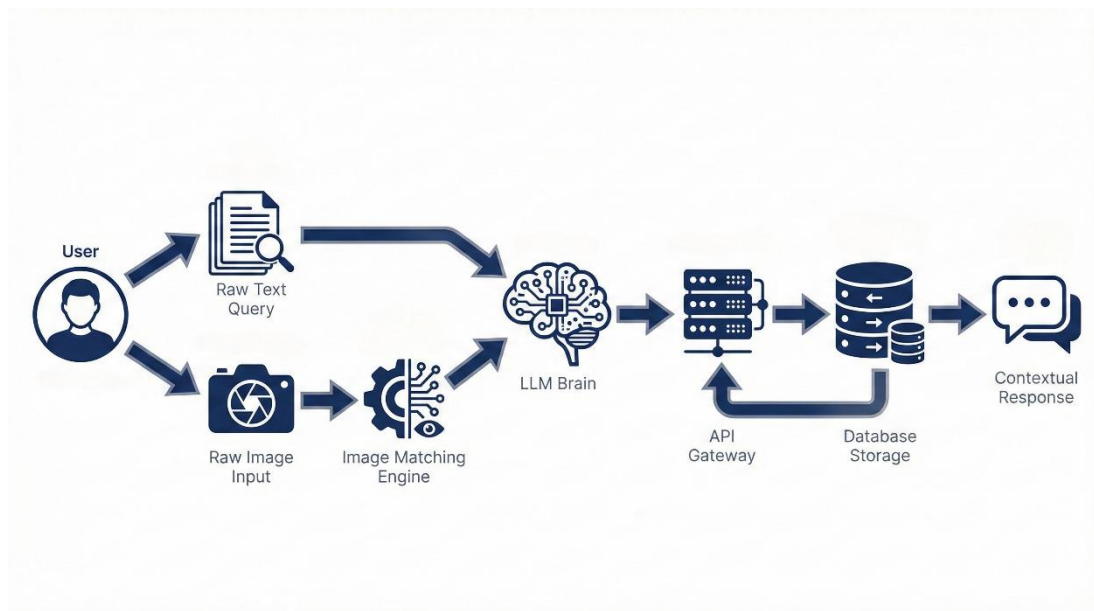 User
Raw Text
Query
Raw Image
Input
Image Matching
Engine
LLM Brain
API
Gateway
Database
Storage
Contextual
Response